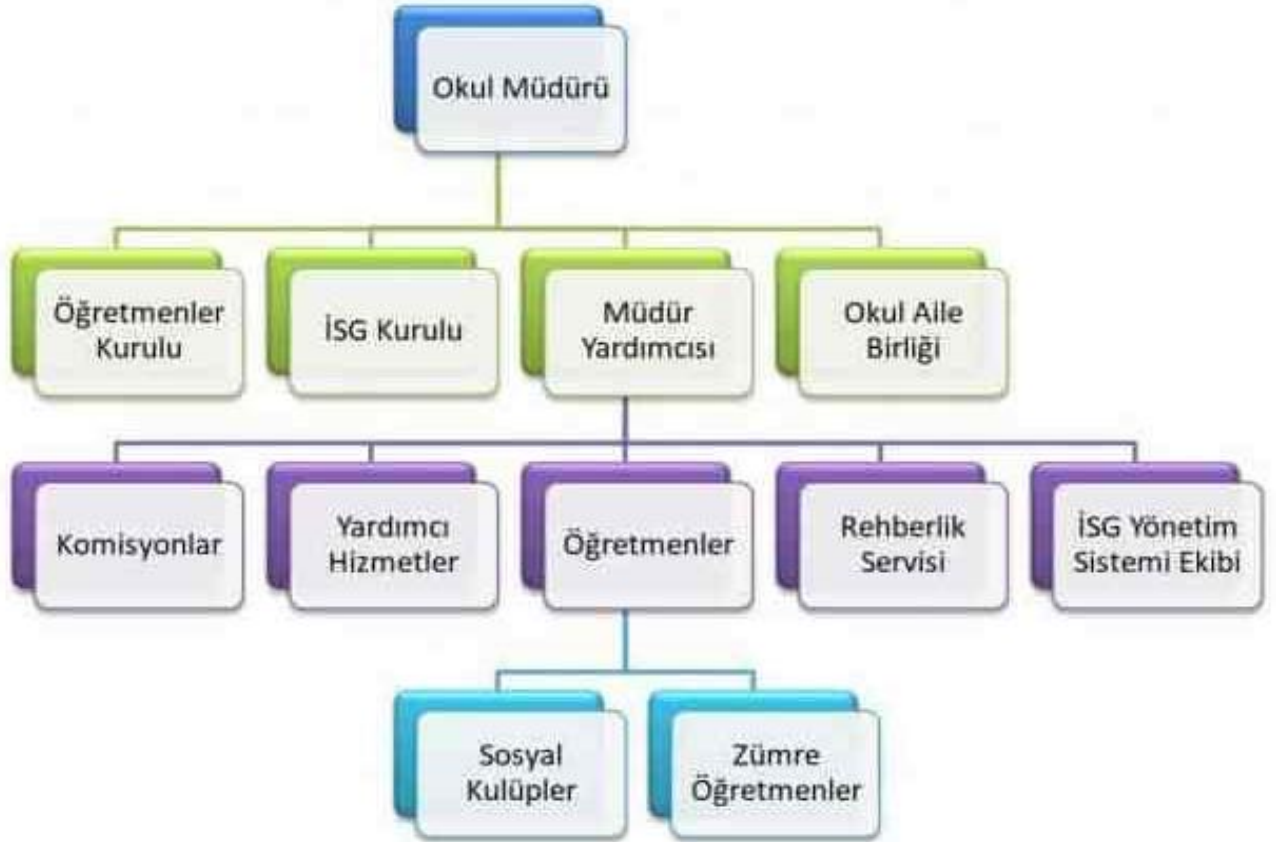 Okul Müdürü
Öğretmenler
Kurulu
İSG Kurulu
Müdür
Yardımcısı
Okul Aile
Birliği
Komisyonlar
Yardımcı
Hizmetler
Öğretmenler
Rehberlik
Servisi
İSG Yönetim
Sistemi Ekibi
Sosyal
Kulüpler
Zümre
Öğretmenler